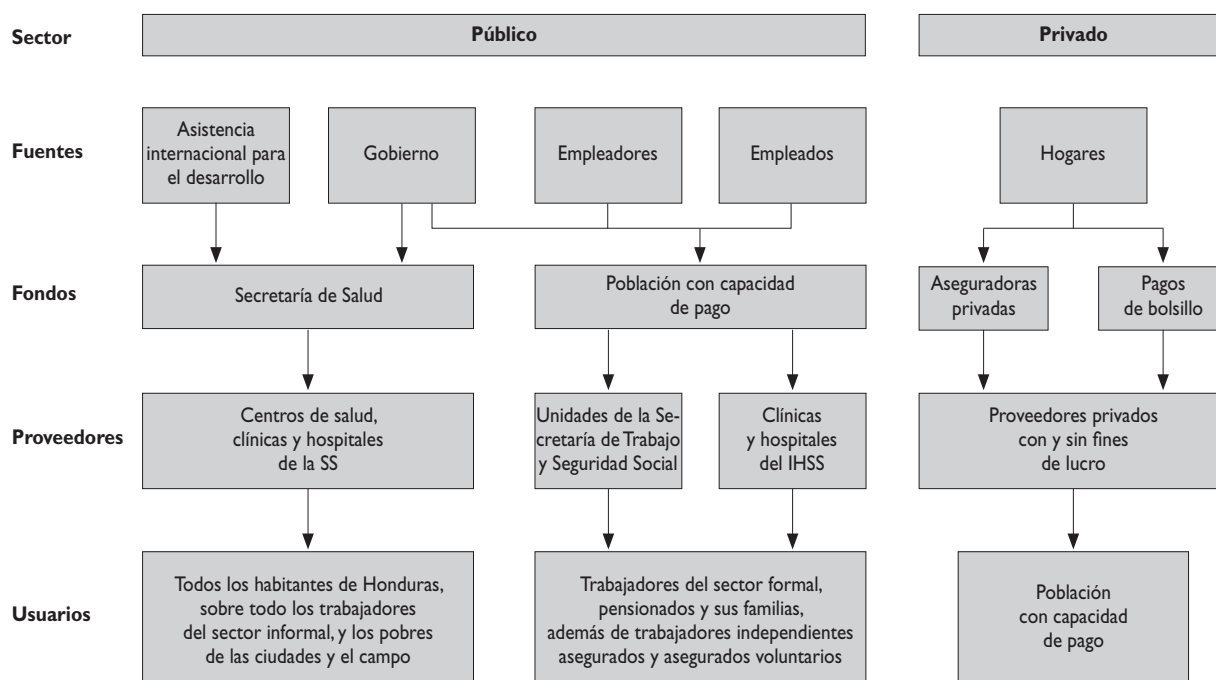 Sector
Público
Privado
Fuentes
Asistencia
internacional para
el desarrollo
Gobierno
Empleadores
Empleados
Hogares
Fondos
Secretaría de Salud
Población con capacidad
de pago
Aseguradoras
privadas
Pagos
de bolsillo
Proveedores
Centros de salud,
clínicas y hospitales
de la SS
Unidades de la Se-
cretaría de Trabajo
y Seguridad Social
Clínicas
y hospitales
del IHSS
Proveedores privados
con y sin fines
de lucro
Usuarios
Todos los habitantes de Honduras,
sobre todo los trabajadores
del sector informal, y los pobres
de las ciudades y el campo
Trabajadores del sector formal,
pensionados y sus familias,
además de trabajadores independientes
asegurados y asegurados voluntarios
Población
con capacidad
de pago